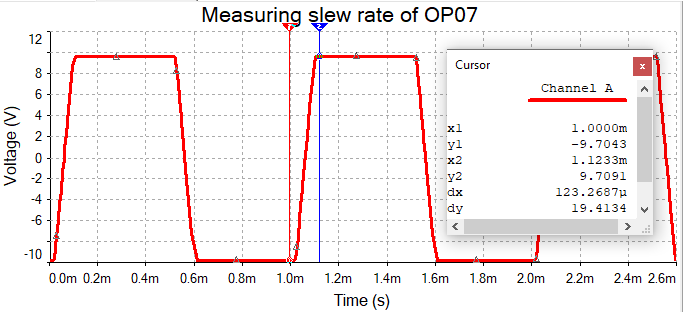 Measuring slew rate of OP07
1
2
12
10
8
6
4
2
0
-2
-4
-6
-10
Voltage (V)
0.0m 0.2m 0.4m 0.6m 0.8m 1.0m 1.2m 1.4m 1.6m 1.8m 2.0m 2.2m 2.4m 2.6m
Time (s)
Cursor
x
Channel A
x1 1.0000m
y1 -9.7043
x2 1.1233m
y2 9.7091
dx 123.2687µ
dy 19.4134